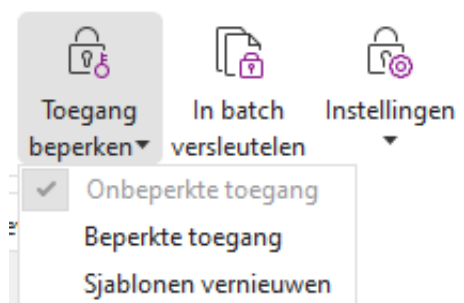 Toegang beperken
In batch versleutelen
Instellingen
Onbeperkte toegang
Beperkte toegang
Sjablonen vernieuwen